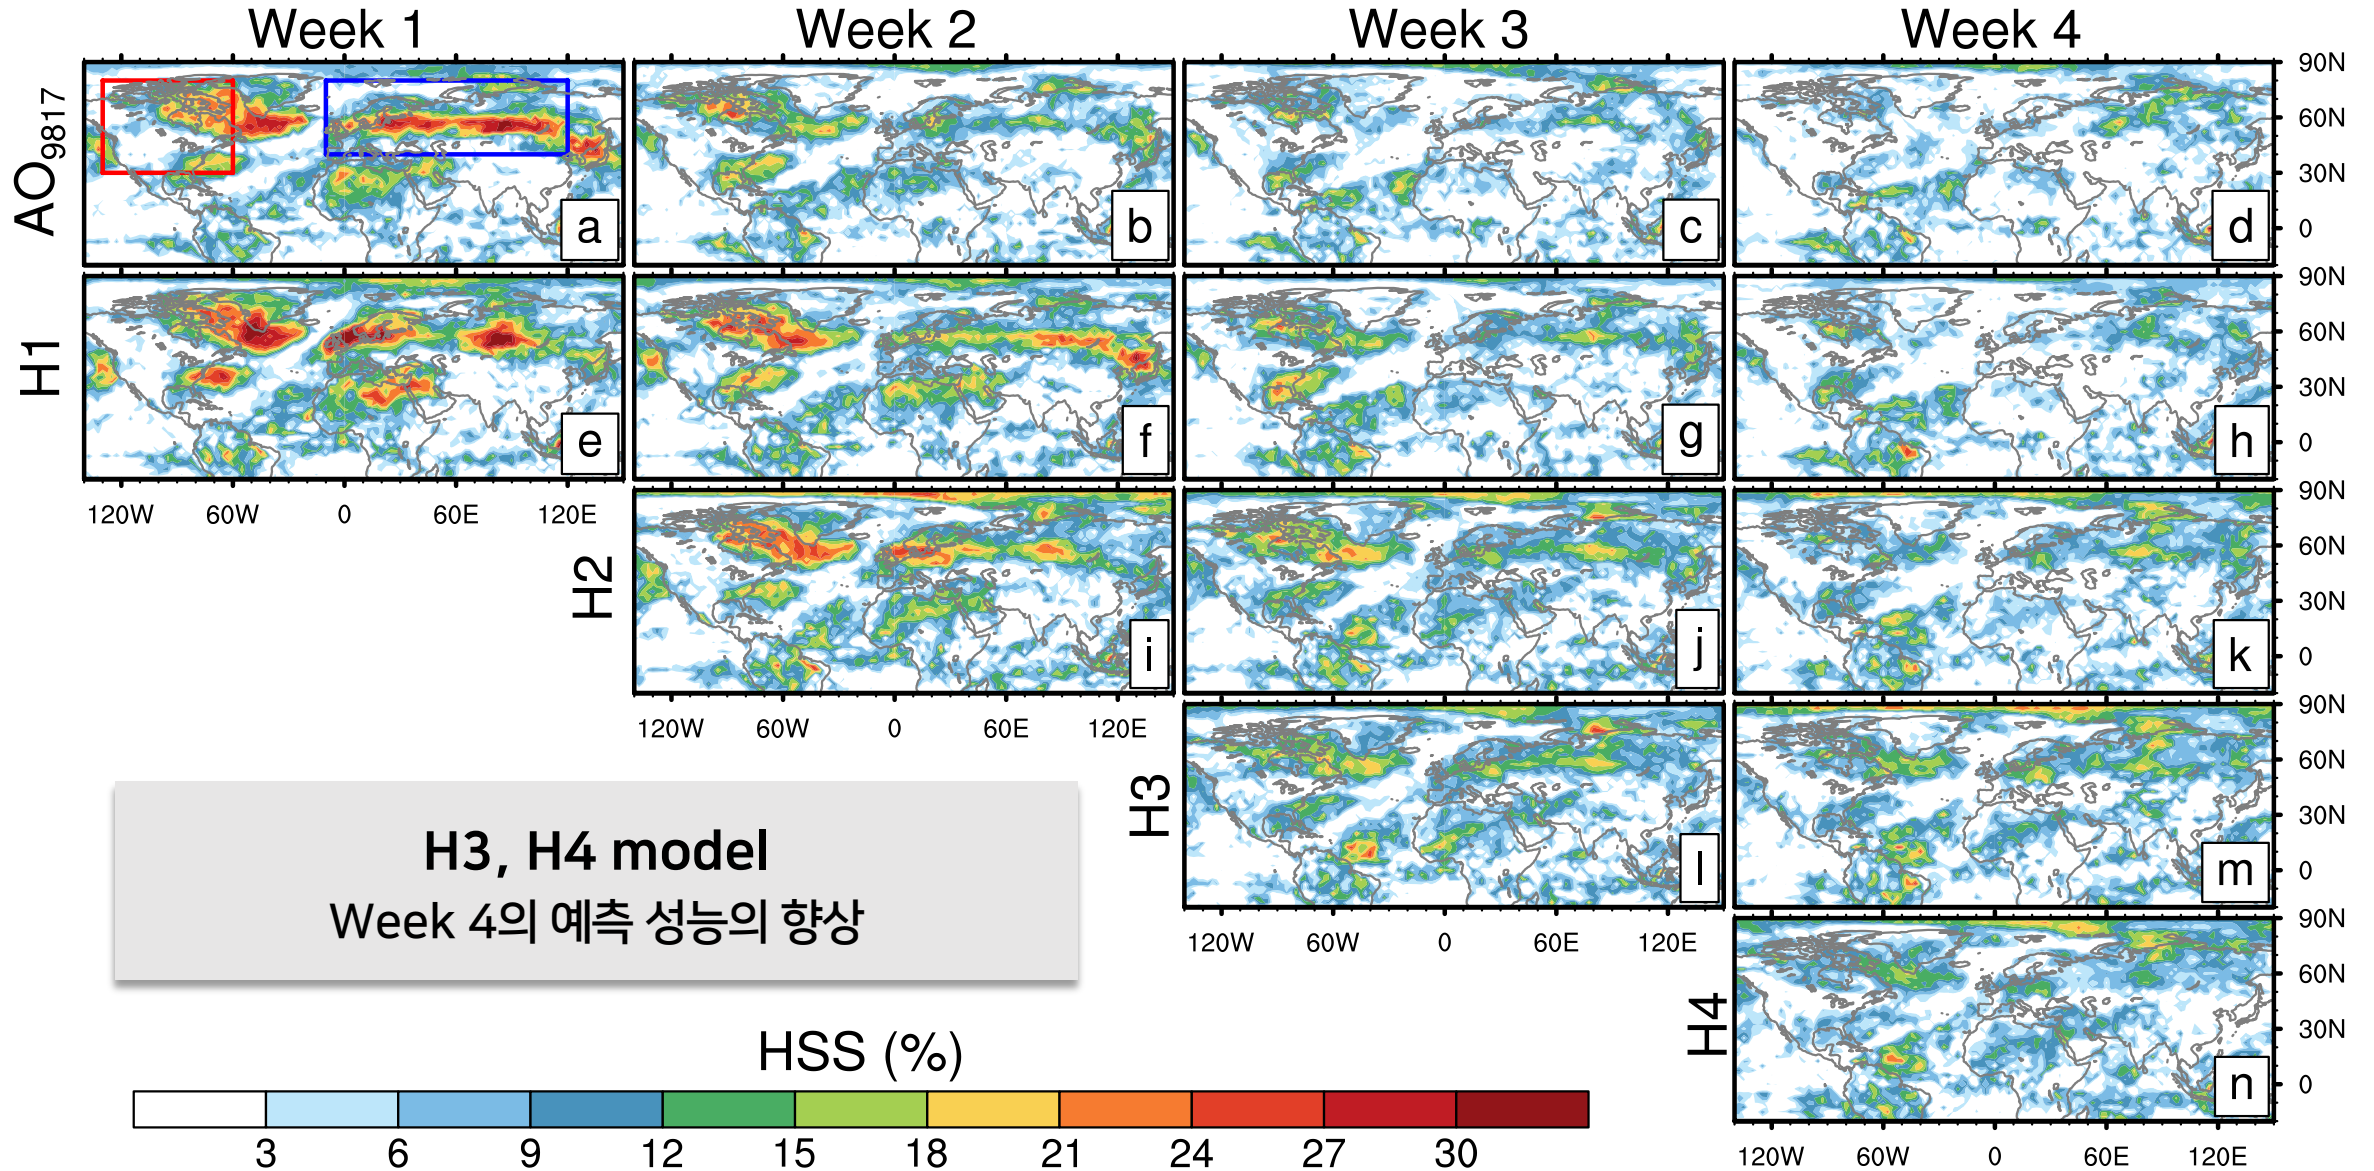 Week 1 Week 2 Week 3 Week 4
AO9817
a b c d
90N
60N
30N
0
H1
e f g h
90N
60N
30N
0
120W 60W 0 60E 120E
H2
i j k
90N
60N
30N
0
120W 60W 0 60E 120E
H3
l m
90N
60N
30N
0
120W 60W 0 60E 120E
H4
n
90N
60N
30N
0
120W 60W 0 60E 120E
H3, H4 model
Week 4의 예측 성능의 향상
HSS (%)
3 6 9 12 15 18 21 24 27 30